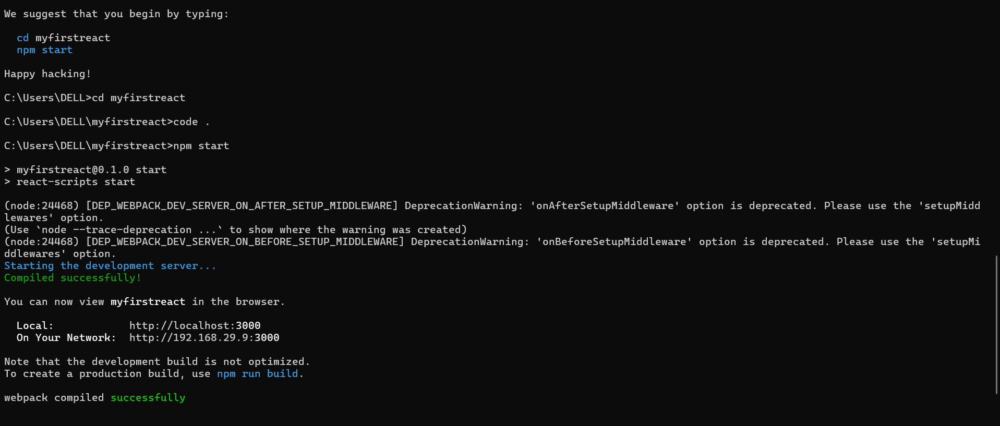 We suggest that you begin by typing:
cd myfirstreact
npm start
Happy hacking!
C:\Users\DELL>cd myfirstreact
C:\Users\DELL\myfirstreact>code .
C:\Users\DELL\myfirstreact>npm start
> myfirstreact@0.1.0 start
> react-scripts start
(node:24468) [DEP_WEBPACK_DEV_SERVER_ON_AFTER_SETUP_MIDDLEWARE] DeprecationWarning: 'onAfterSetupMiddleware' option is deprecated. Please use the 'setupMidd
lewares' option.
(Use `node --trace-deprecation ...` to show where the warning was created)
(node:24468) [DEP_WEBPACK_DEV_SERVER_ON_BEFORE_SETUP_MIDDLEWARE] DeprecationWarning: 'onBeforeSetupMiddleware' option is deprecated. Please use the 'setupMi
ddlewares' option.
Starting the development server...
Compiled successfully!
You can now view myfirstreact in the browser.
Local:            http://localhost:3000
On Your Network:  http://192.168.29.9:3000
Note that the development build is not optimized.
To create a production build, use npm run build.
webpack compiled successfully